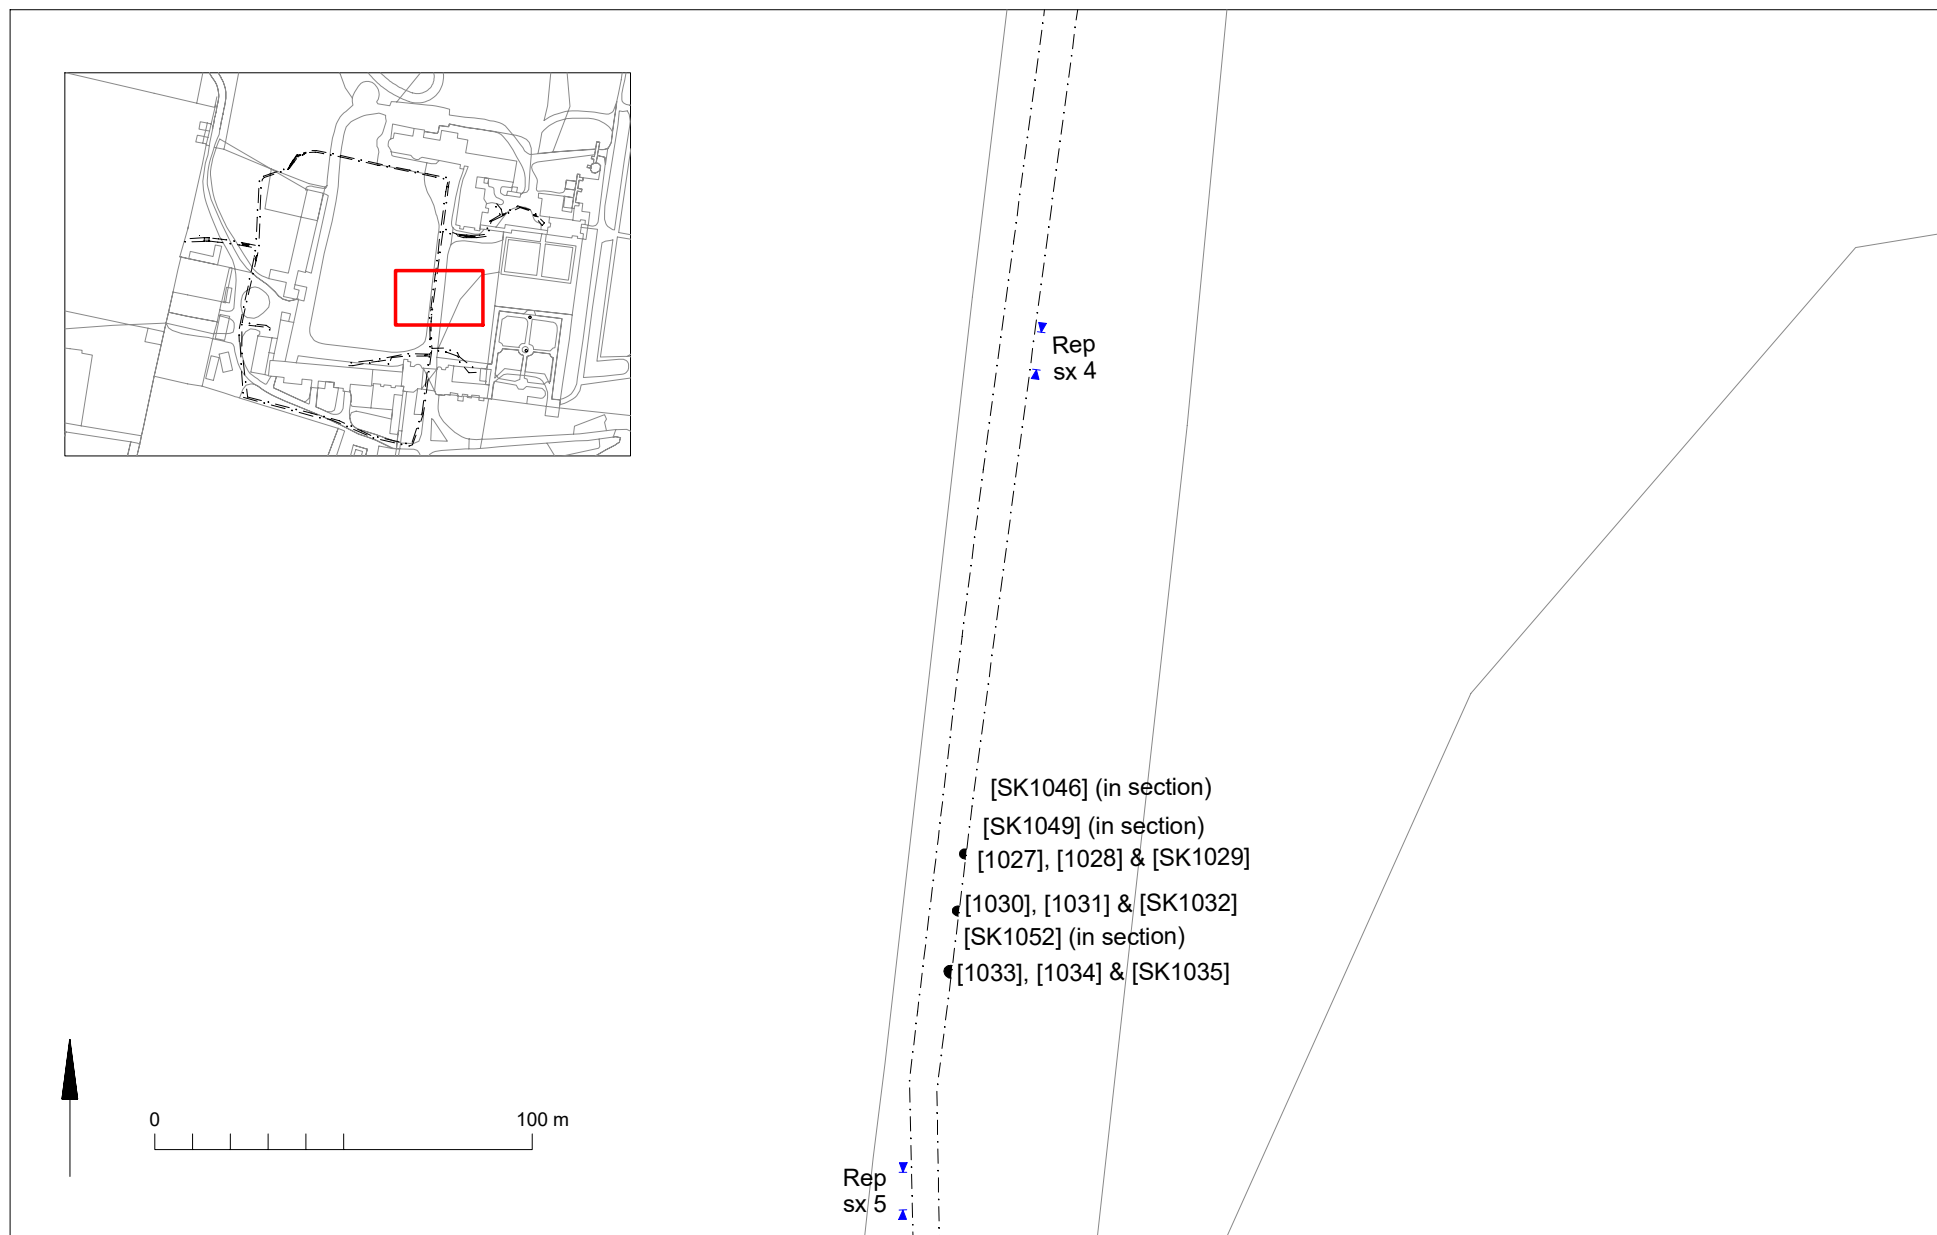 Rep
sx 4
[SK1046] (in section)
[SK1049] (in section)
[1027], [1028] & [SK1029]
[1030], [1031] & [SK1032]
[SK1052] (in section)
[1033], [1034] & [SK1035]
0 100 m
Rep
sx 5